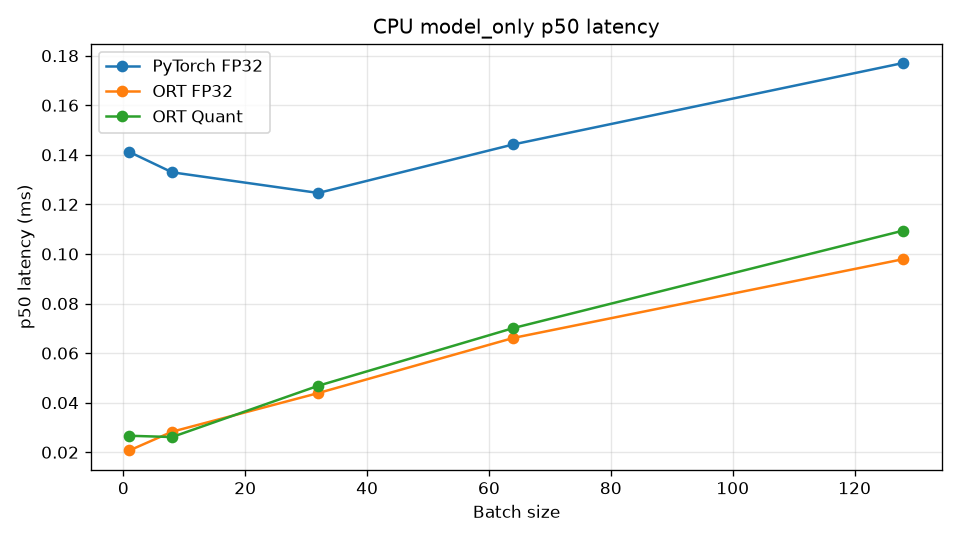 CPU model_only p50 latency
PyTorch FP32
ORT FP32
ORT Quant
p50 latency (ms)
0.18
0.16
0.14
0.12
0.10
0.08
0.06
0.04
0.02
0 20 40 60 80 100 120
Batch size